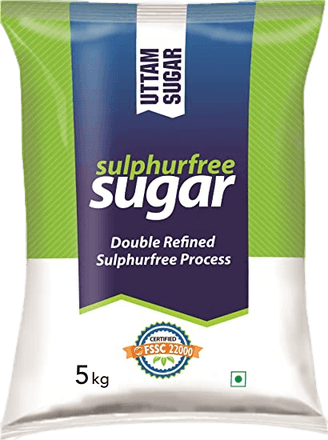 UTTAM
SUGAR
sulphurfree
sugar
Double Refined
Sulphurfree Process
CERTIFIED
FSSC 22000
5 kg